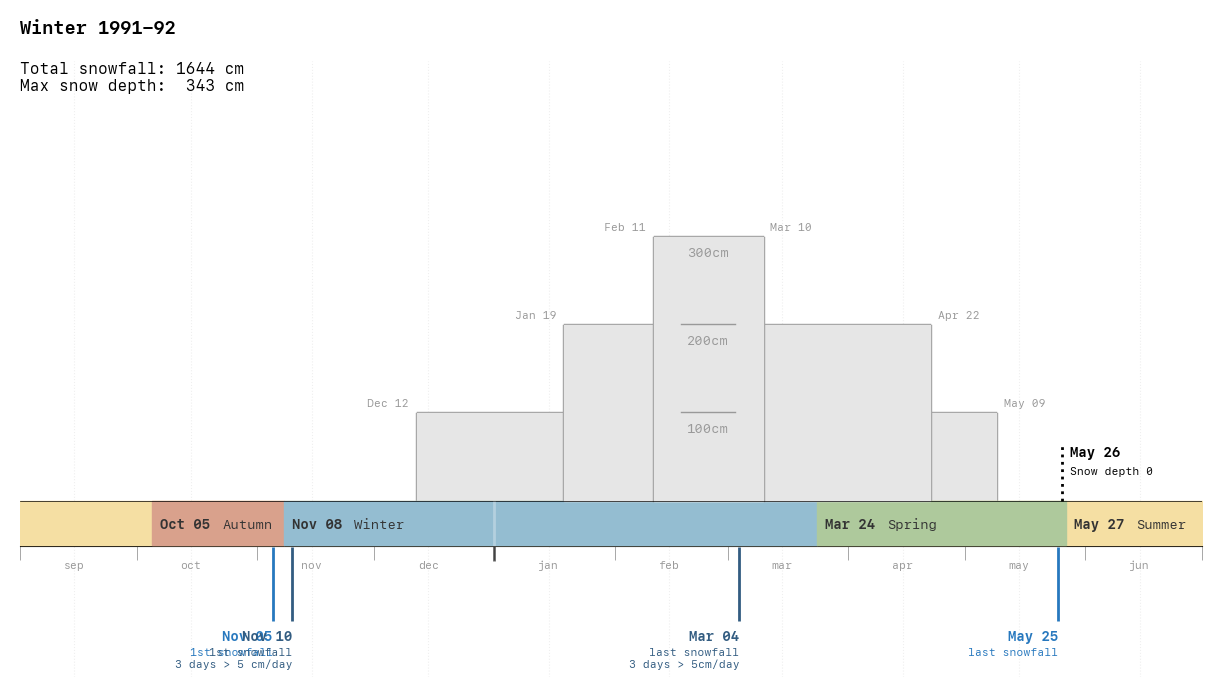 Winter 1991–92
Total snowfall: 1644 cm
Max snow depth:  343 cm
Feb 11
Mar 10
300cm
Jan 19
Apr 22
200cm
Dec 12
May 09
100cm
May 26
Snow depth 0
Oct 05 Autumn
Nov 08 Winter
Mar 24 Spring
May 27 Summer
sep
oct
nov
dec
jan
feb
mar
apr
may
jun
Nov 05
1st snowfall
Nov 10
1st snowfall
3 days > 5 cm/day
Mar 04
last snowfall
3 days > 5cm/day
May 25
last snowfall